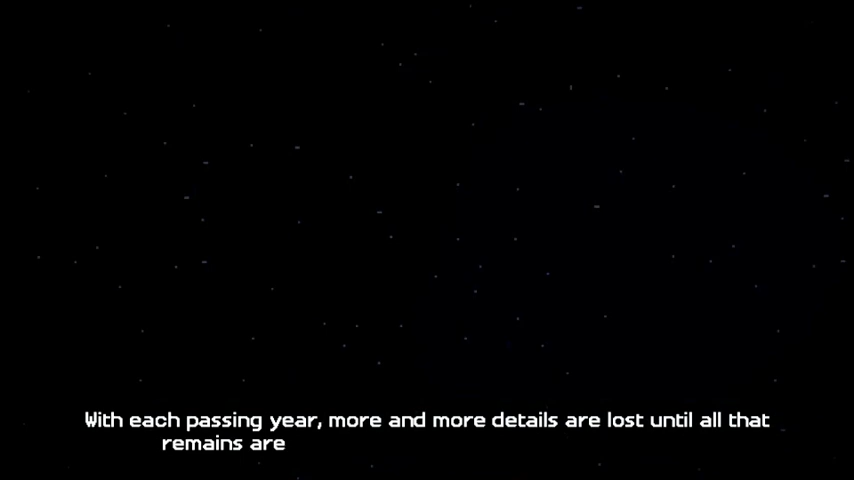 With each passing year, more and more details are lost until all that
remains are